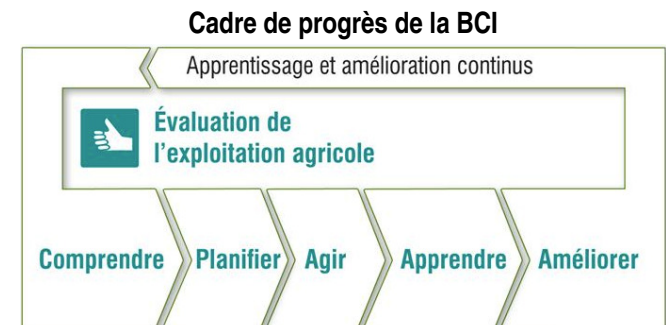 Cadre de progrès de la BCI
Apprentissage et amélioration continus
Évaluation de
l'exploitation agricole
Comprendre Planifier Agir Apprendre Améliorer